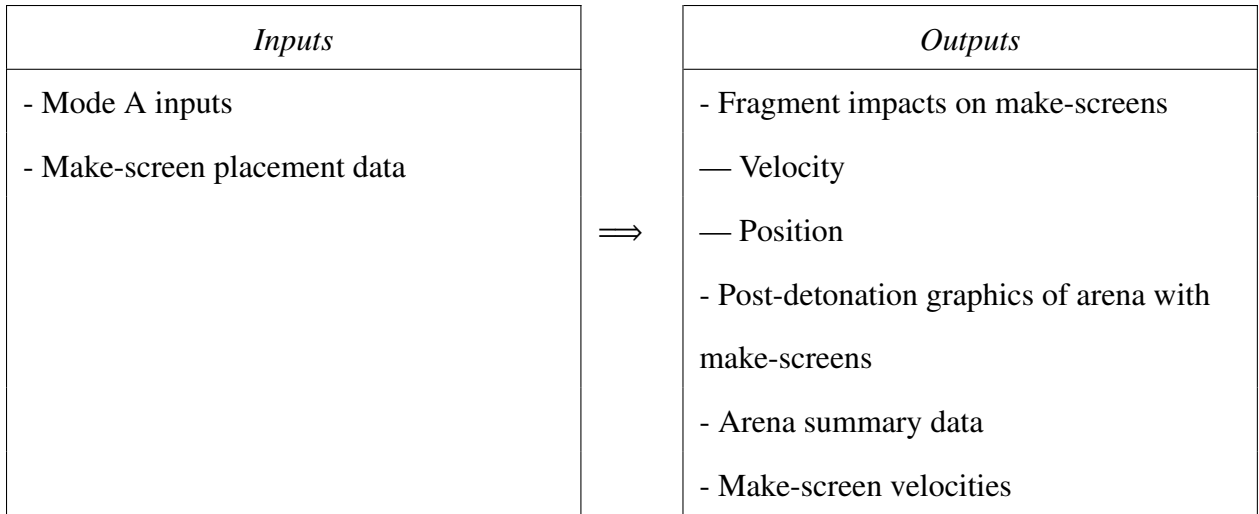 Inputs
- Mode A inputs
- Make-screen placement data
⟹
Outputs
- Fragment impacts on make-screens
— Velocity
— Position
- Post-detonation graphics of arena with
make-screens
- Arena summary data
- Make-screen velocities